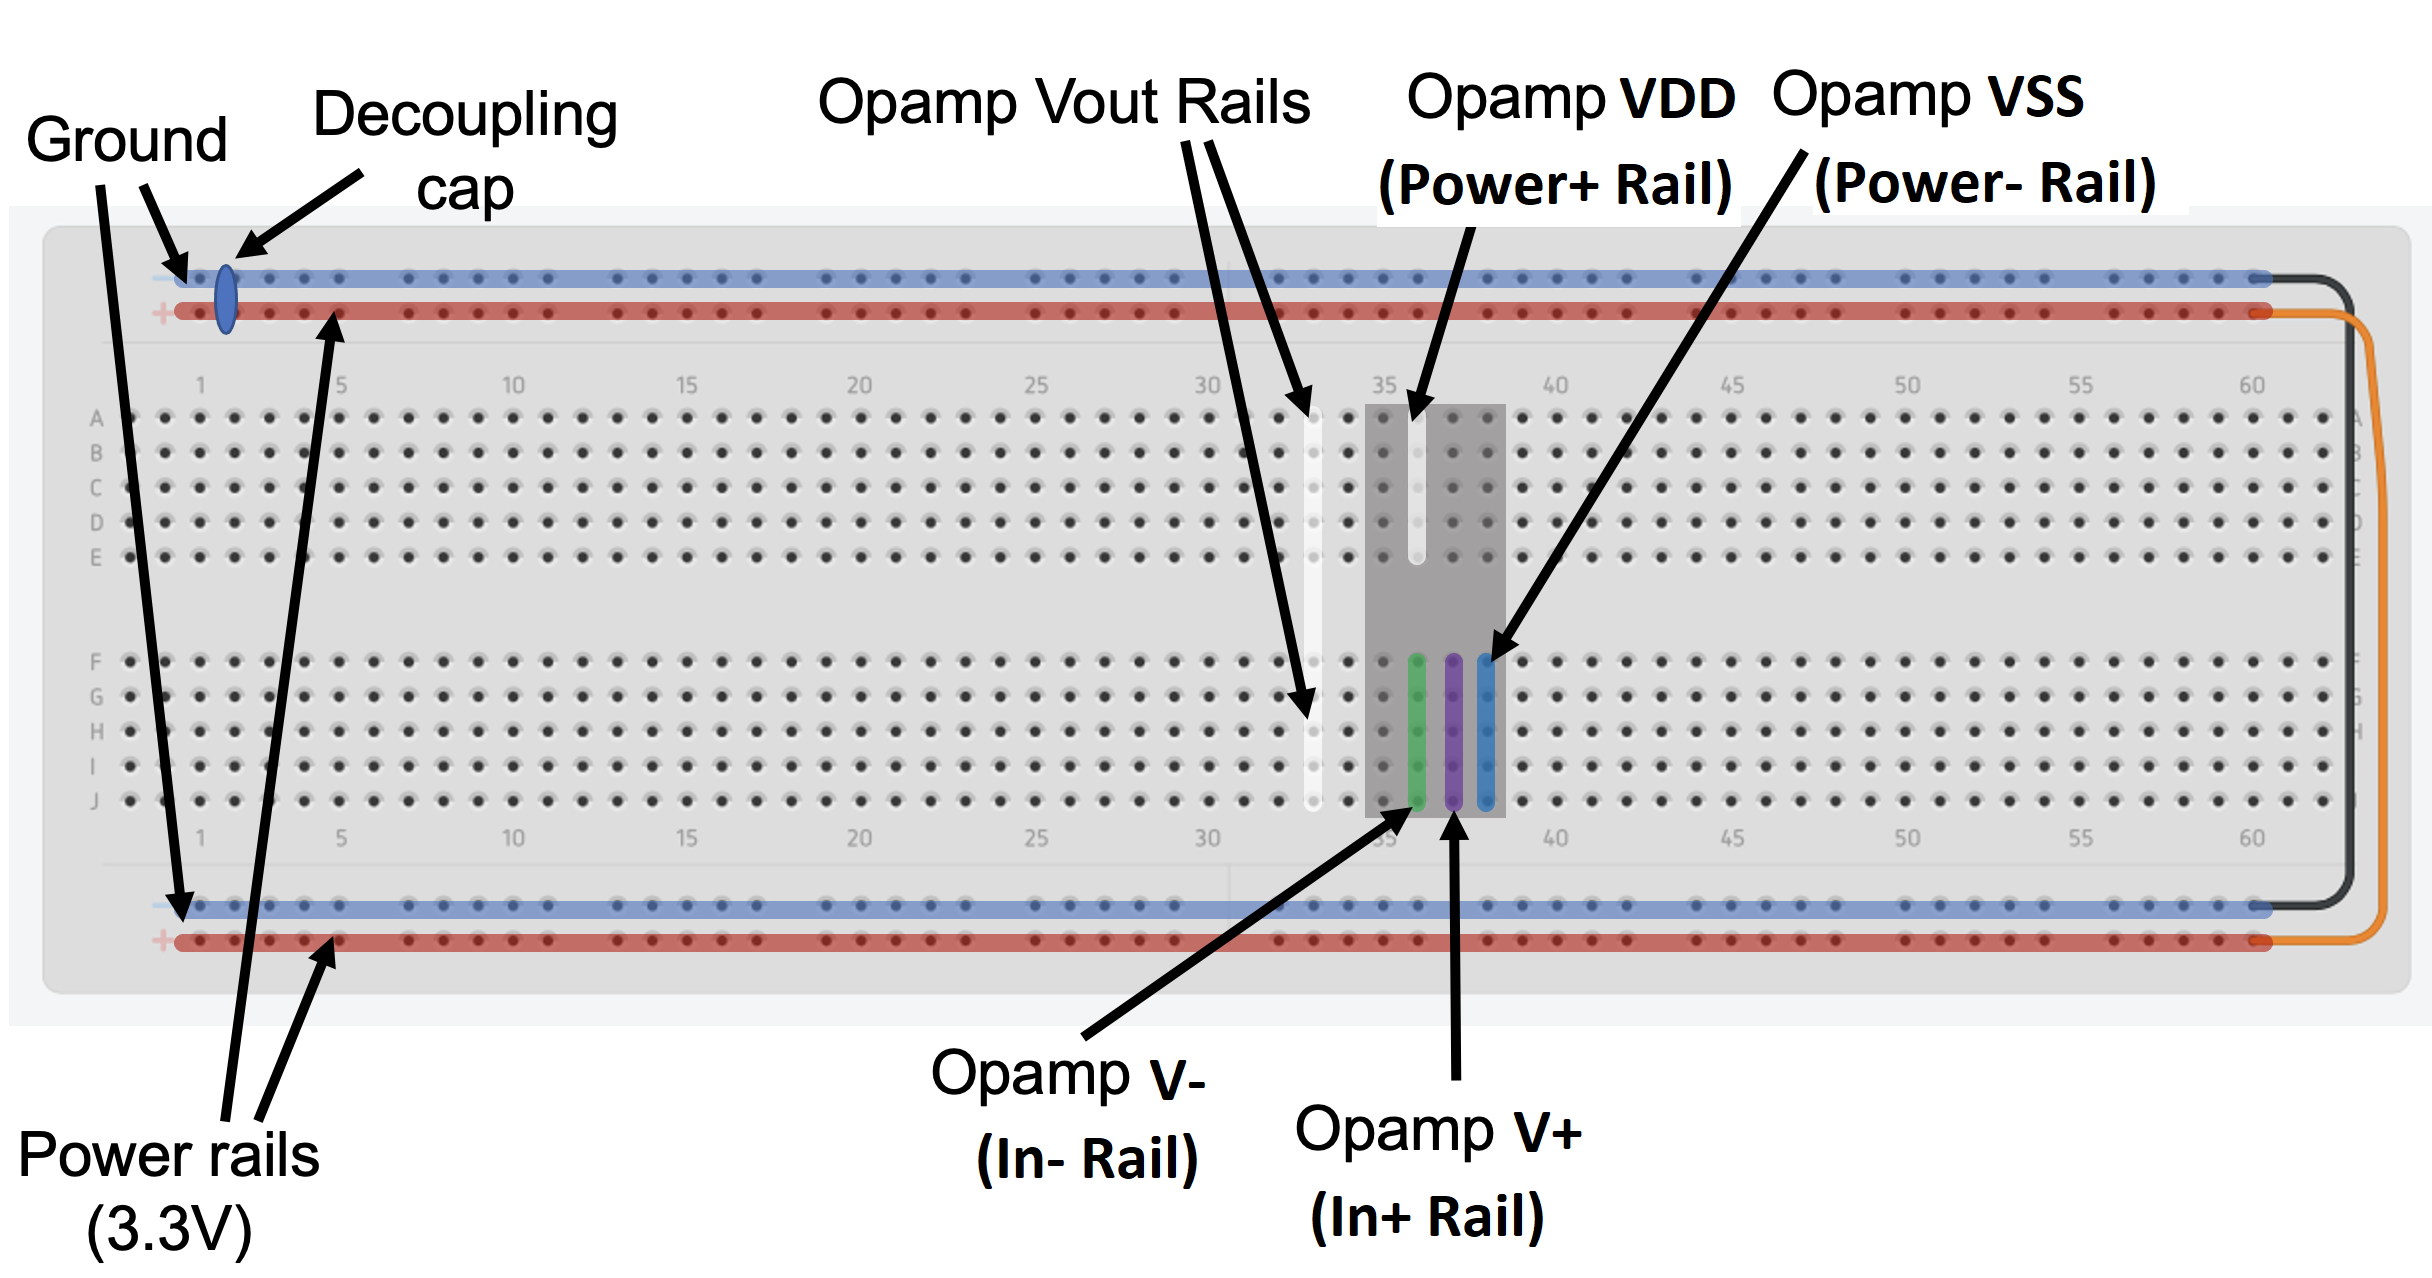 Ground
Decoupling
cap
Opamp Vout Rails
Opamp VDD
(Power+ Rail)
Opamp VSS
(Power- Rail)
−
+
1 5 10 15 20 25 30 35 40 45 50 55 60
A A
B B
C C
D D
E E
F F
G G
H H
I I
J J
1 5 10 15 20 25 30 35 40 45 50 55 60
−
+
Power rails
(3.3V)
Opamp V-
(In- Rail)
Opamp V+
(In+ Rail)